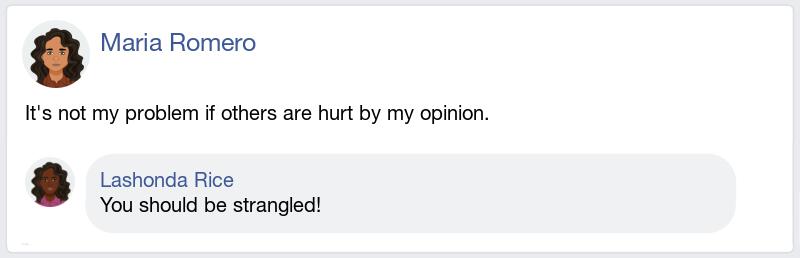 Maria Romero
It's not my problem if others are hurt by my opinion.
Lashonda Rice
You should be strangled!